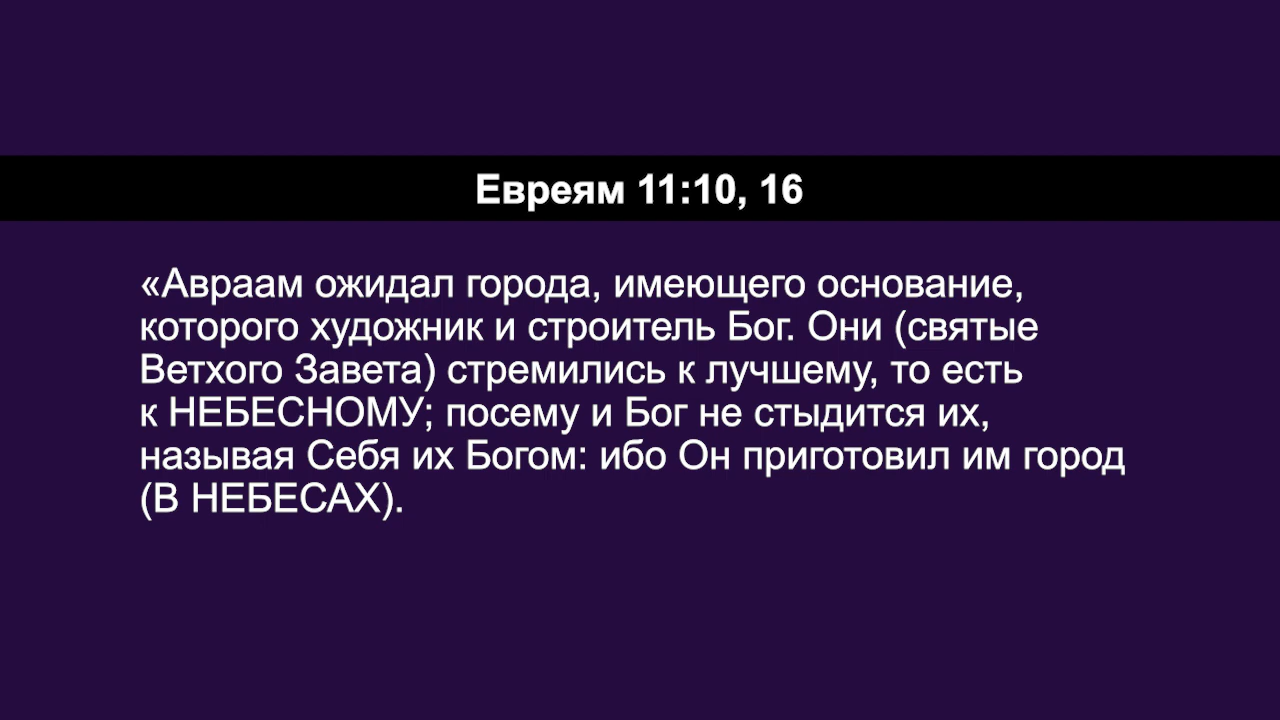 Евреям 11:10, 16
«Авраам ожидал города, имеющего основание,
которого художник и строитель Бог. Они (святые
Ветхого Завета) стремились к лучшему, то есть
к НЕБЕСНОМУ; посему и Бог не стыдится их,
называя Себя их Богом: ибо Он приготовил им город
(В НЕБЕСАХ).